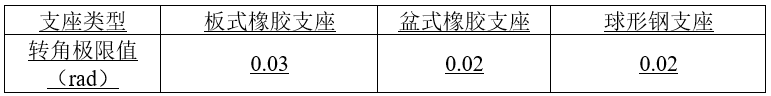 支座类型 板式橡胶支座 盆式橡胶支座 球形钢支座
转角极限值
（rad） 0.03 0.02 0.02